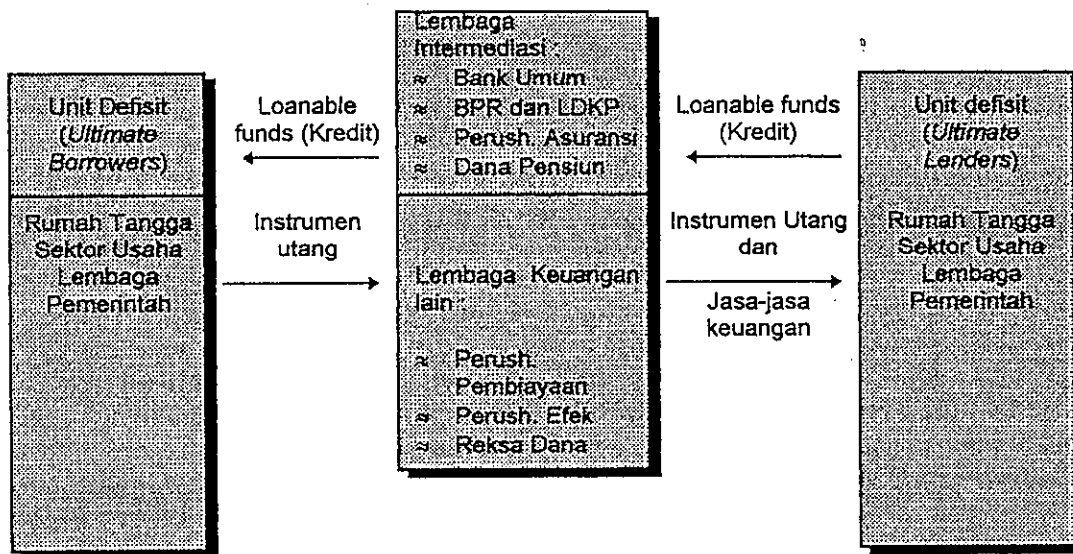 Unit Defisit
(Ultimate
Borrowers)
Rumah Tangga
Sektor Usaha
Lembaga
Pemerintah
Loanable
funds (Kredit)
Instrumen
utang
Lembaga
Intermediasi :
≈ Bank Umum
≈ BPR dan LDKP
≈ Perush. Asuransi
≈ Dana Pensiun
Lembaga Keuangan
lain :
≈ Perush.
Pembiayaan
≈ Perush. Efek
≈ Reksa Dana
Loanable funds
(Kredit)
Instrumen Utang
dan
Jasa-jasa
keuangan
Unit defisit
(Ultimate
Lenders)
Rumah Tangga
Sektor Usaha
Lembaga
Pemerintah